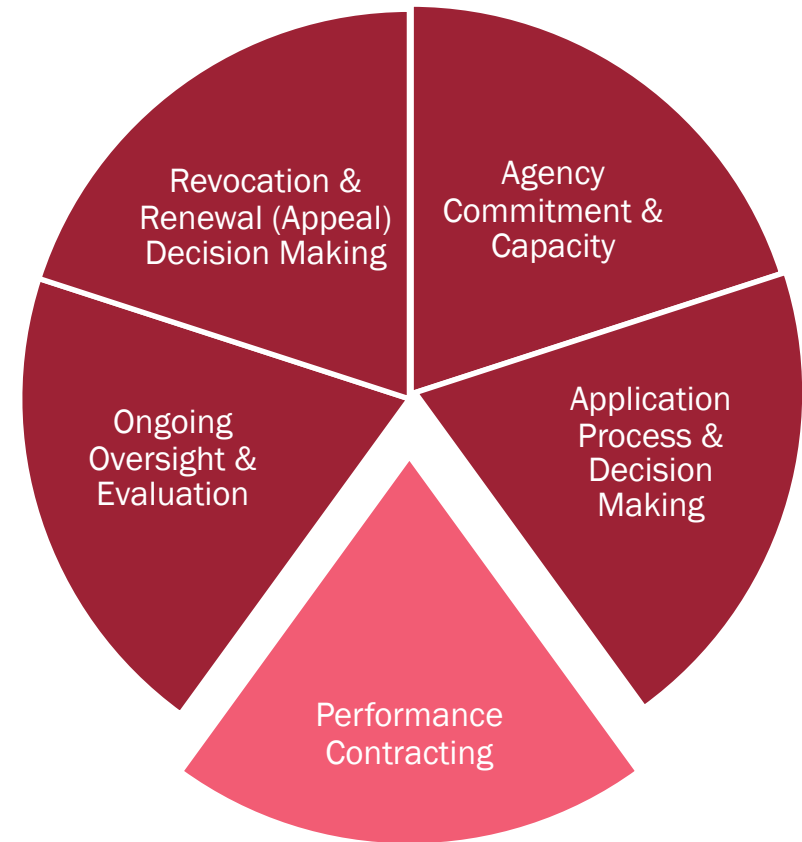 Revocation &
Renewal (Appeal)
Decision Making
Agency
Commitment &
Capacity
Application
Process &
Decision
Making
Ongoing
Oversight &
Evaluation
Performance
Contracting